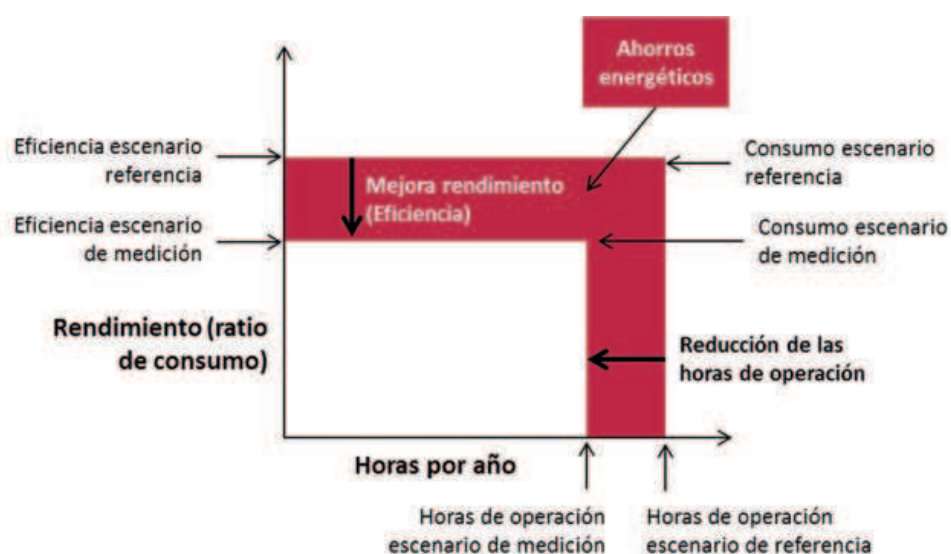 Ahorros
energéticos
Eficiencia escenario
referencia
Consumo escenario
referencia
Mejora rendimiento
(Eficiencia)
Eficiencia escenario
de medición
Consumo escenario
de medición
Rendimiento (ratio
de consumo)
Reducción de las
horas de operación
Horas por año
Horas de operación
escenario de medición
Horas de operación
escenario de referencia